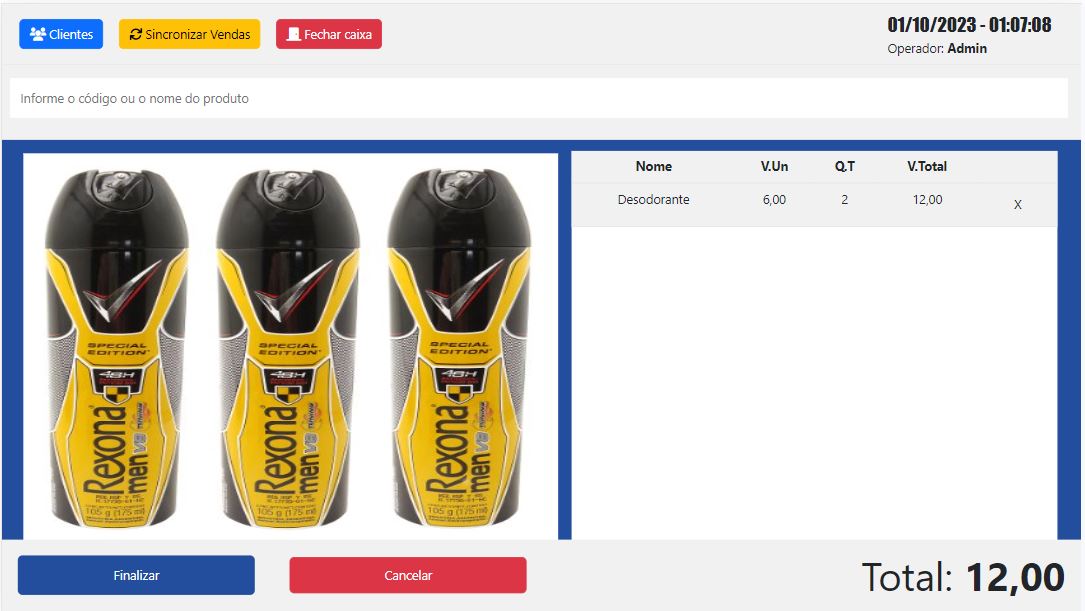 Clientes
Sincronizar Vendas
Fechar caixa
01/10/2023 - 01:07:08
Operador: Admin
Informe o código ou o nome do produto
Nome V.Un Q.T V.Total
Desodorante 6,00 2 12,00 X
SPECIAL
EDITION
48H
Rexona
men V8
TUNING
105 g (175 ml)
SPECIAL
EDITION
48H
Rexona
men V8
TUNING
105 g (175 ml)
SPECIAL
EDITION
48H
Rexona
men V8
TUNING
105 g (175 ml)
Finalizar
Cancelar
Total: 12,00